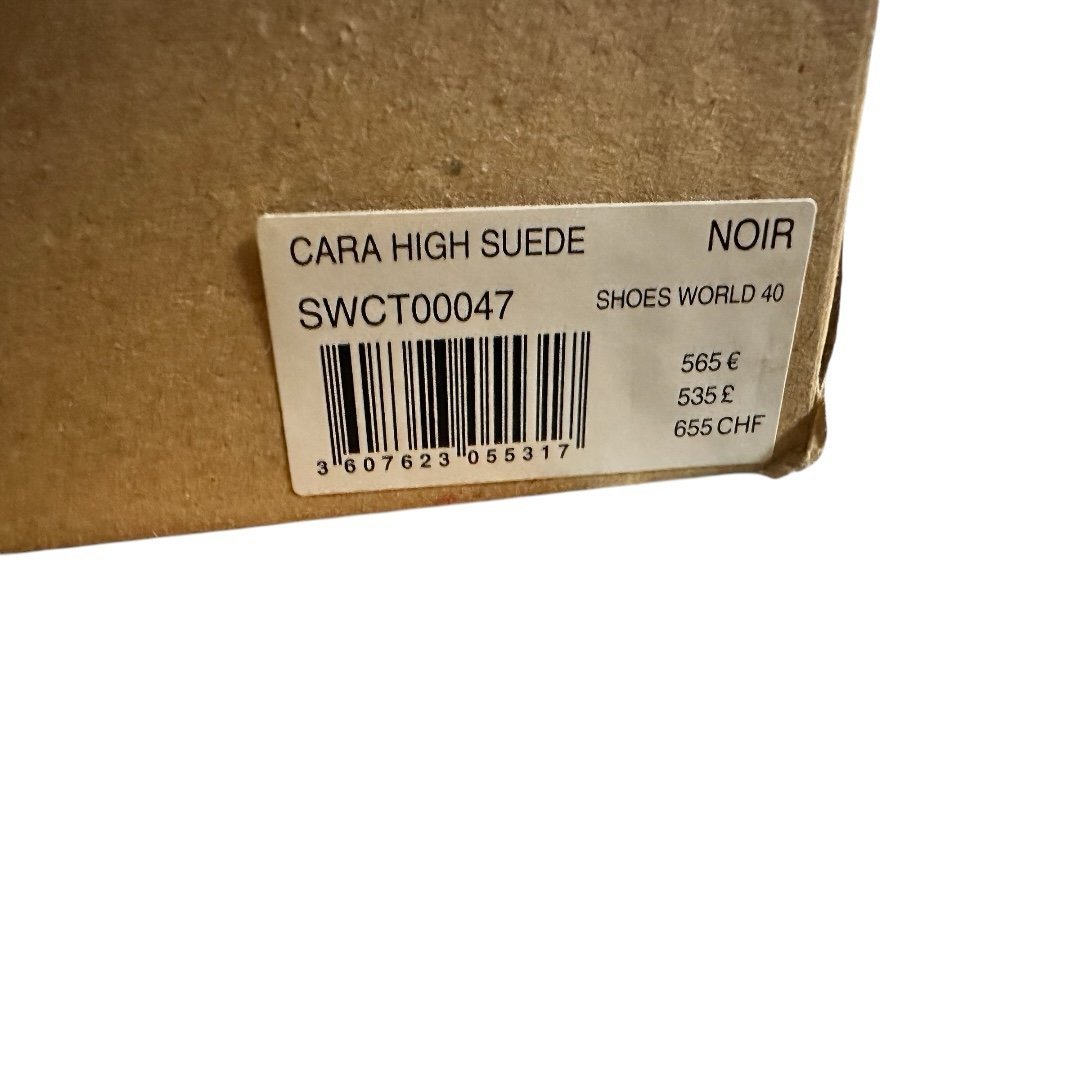 CARA HIGH SUEDE NOIR
SWCT00047 SHOES WORLD 40
565 €
535 £
655 CHF
3 607623 055317